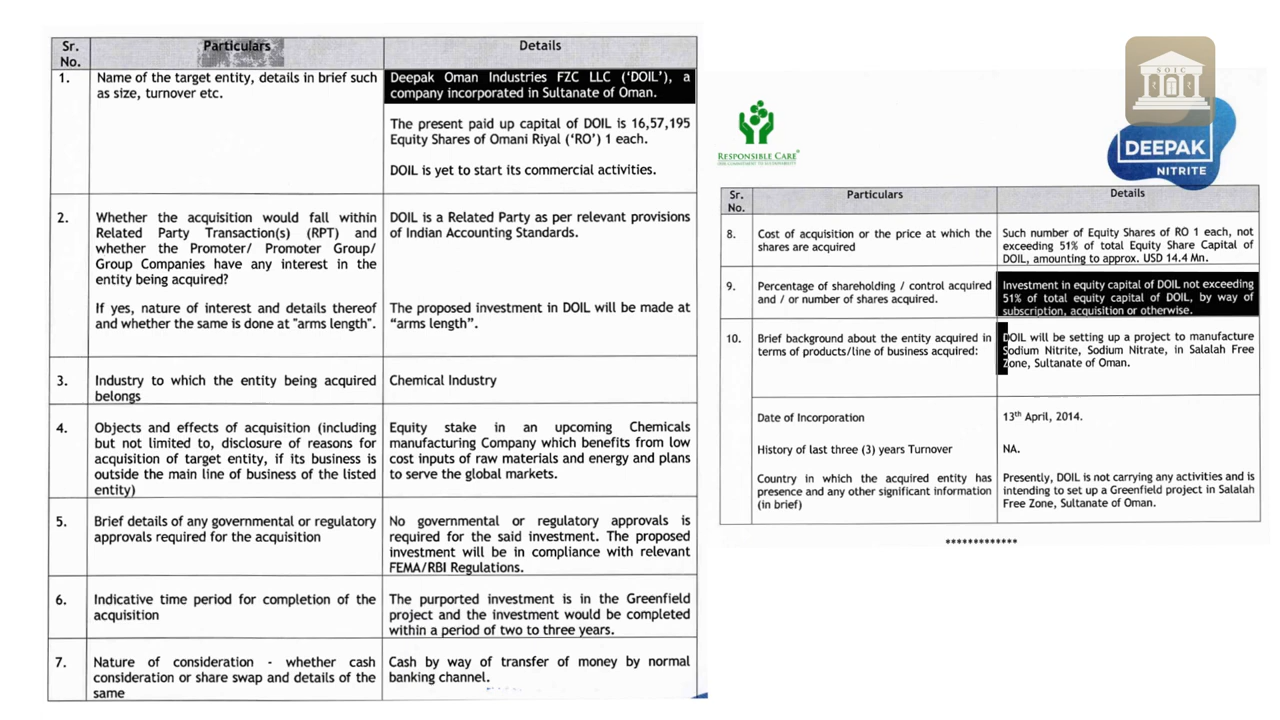 Sr. No. Particulars Details
1. Name of the target entity, details in brief such as size, turnover etc.
Deepak Oman Industries FZC LLC (‘DOIL’), a
company incorporated in Sultanate of Oman.
The present paid up capital of DOIL is 16,57,195
Equity Shares of Omani Riyal (‘RO’) 1 each.
DOIL is yet to start its commercial activities.
2. Whether the acquisition would fall within
Related Party Transaction(s) (RPT) and
whether the Promoter/ Promoter Group/
Group Companies have any interest in the
entity being acquired?
DOIL is a Related Party as per relevant provisions
of Indian Accounting Standards.
If yes, nature of interest and details thereof
and whether the same is done at "arms length".
The proposed investment in DOIL will be made at
“arms length”.
3. Industry to which the entity being acquired
belongs
Chemical Industry
4. Objects and effects of acquisition (including
but not limited to, disclosure of reasons for
acquisition of target entity, if its business is
outside the main line of business of the listed
entity)
Equity stake in an upcoming Chemicals
manufacturing Company which benefits from low
cost inputs of raw materials and energy and plans
to serve the global markets.
5. Brief details of any governmental or regulatory
approvals required for the acquisition
No governmental or regulatory approvals is
required for the said investment. The proposed
investment will be in compliance with relevant
FEMA/RBI Regulations.
6. Indicative time period for completion of the
acquisition
The purported investment is in the Greenfield
project and the investment would be completed
within a period of two to three years.
7. Nature of consideration - whether cash
consideration or share swap and details of the
same
Cash by way of transfer of money by normal
banking channel.
RESPONSIBLE CARE®
SOIC
DEEPAK
NITRITE
Sr. No. Particulars Details
8. Cost of acquisition or the price at which the
shares are acquired
Such number of Equity Shares of RO 1 each, not
exceeding 51% of total Equity Share Capital of
DOIL, amounting to approx. USD 14.4 Mn.
9. Percentage of shareholding / control acquired
and / or number of shares acquired.
Investment in equity capital of DOIL not exceeding
51% of total equity capital of DOIL, by way of
subscription, acquisition or otherwise.
10. Brief background about the entity acquired in
terms of products/line of business acquired:
DOIL will be setting up a project to manufacture
Sodium Nitrite, Sodium Nitrate, in Salalah Free
Zone, Sultanate of Oman.
Date of Incorporation
13th April, 2014.
History of last three (3) years Turnover
NA.
Country in which the acquired entity has
presence and any other significant information
(in brief)
Presently, DOIL is not carrying any activities and is
intending to set up a Greenfield project in Salalah
Free Zone, Sultanate of Oman.
*************